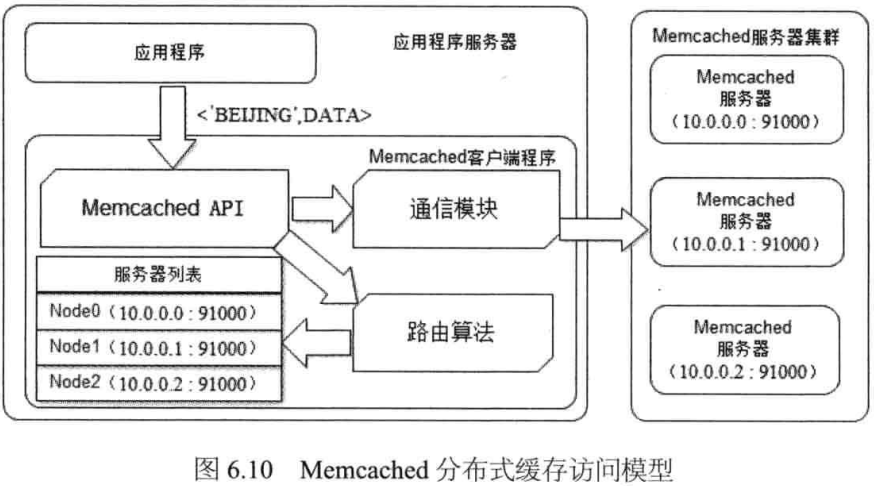 应用程序
应用程序服务器
<'BEIJING',DATA>
Memcached客户端程序
Memcached API
通信模块
服务器列表
Node0（10.0.0.0 : 91000）
Node1（10.0.0.1 : 91000）
Node2（10.0.0.2 : 91000）
路由算法
Memcached服务器集群
Memcached
服务器
（10.0.0.0 : 91000）
Memcached
服务器
（10.0.0.1 : 91000）
Memcached
服务器
（10.0.0.2 : 91000）
图 6.10 Memcached 分布式缓存访问模型